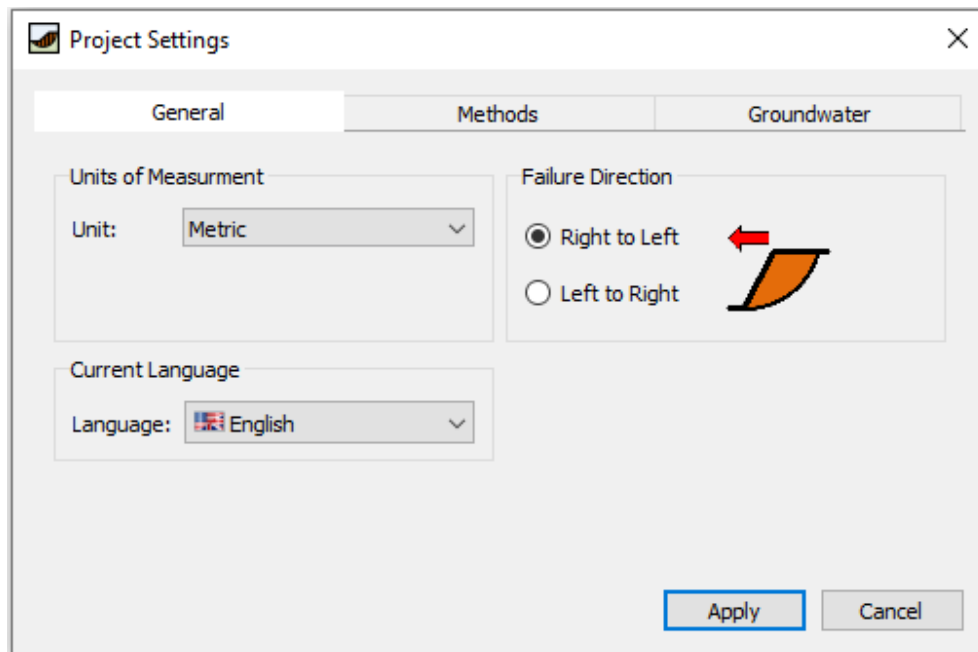 Project Settings
General
Methods
Groundwater
Units of Measurment
Unit:
Metric
Failure Direction
Right to Left
Left to Right
Current Language
Language:
English
Apply
Cancel